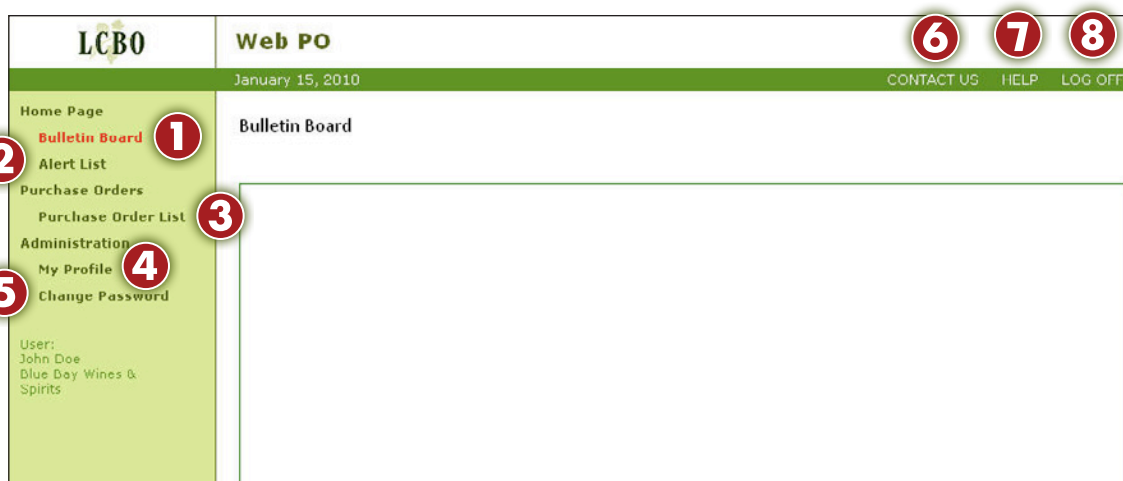 LCBO
Web PO
6 7 8
January 15, 2010
CONTACT US HELP LOG OFF
Home Page
Bulletin Board 1
2 Alert List
Purchase Orders
Purchase Order List 3
Administration
My Profile 4
5 Change Password
User:
John Doe
Blue Bay Wines &
Spirits
Bulletin Board